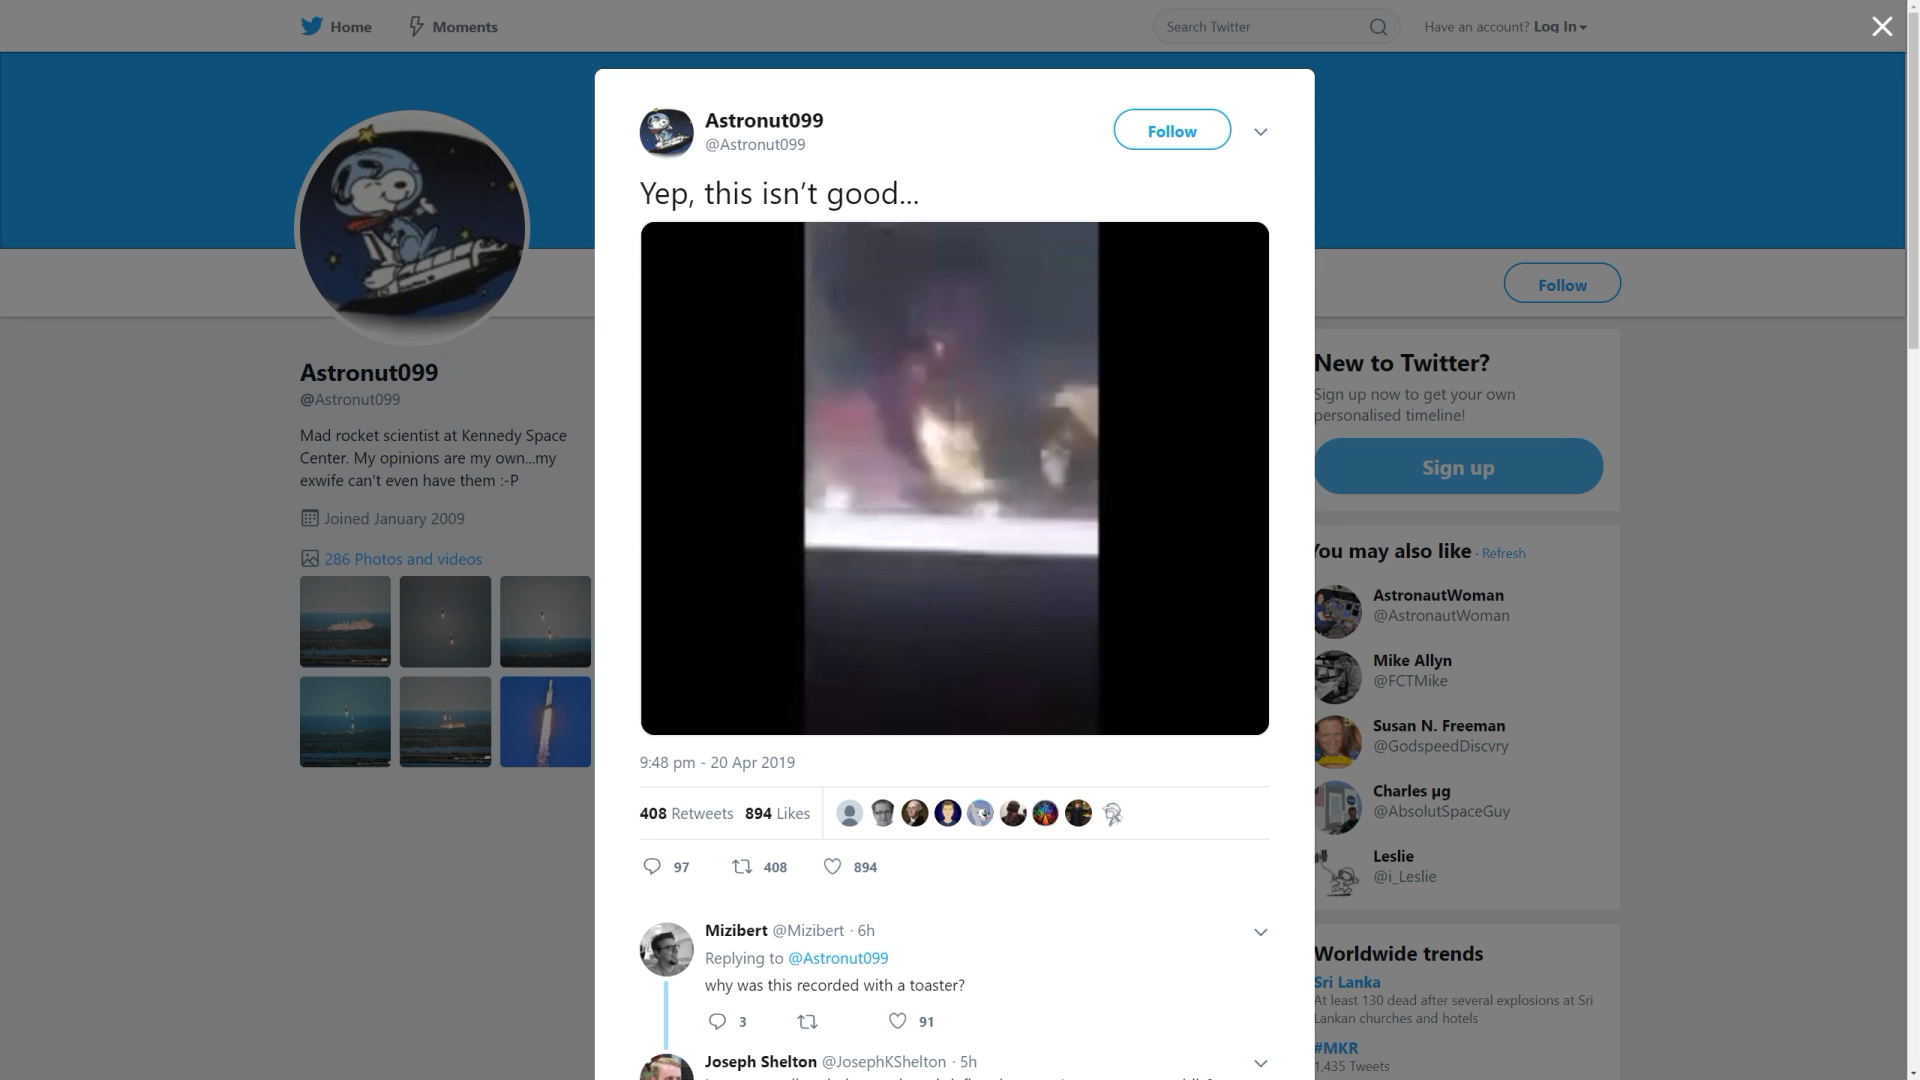 Home
Moments
Search Twitter
Have an account? Log In
Astronut099
@Astronut099
Follow
Yep, this isn’t good...
9:48 pm - 20 Apr 2019
408 Retweets 894 Likes
97 408 894
Mizibert @Mizibert · 6h
Replying to @Astronut099
why was this recorded with a toaster?
3 91
Joseph Shelton @JosephKShelton · 5h
Astronut099
@Astronut099
Mad rocket scientist at Kennedy Space
Center. My opinions are my own...my
exwife can't even have them :-P
Joined January 2009
286 Photos and videos
Follow
New to Twitter?
Sign up now to get your own
personalised timeline!
Sign up
You may also like · Refresh
AstronautWoman
@AstronautWoman
Mike Allyn
@FCTMike
Susan N. Freeman
@GodspeedDiscvry
Charles µg
@AbsolutSpaceGuy
Leslie
@i_Leslie
Worldwide trends
Sri Lanka
At least 130 dead after several explosions at Sri
Lankan churches and hotels
#MKR
1,435 Tweets